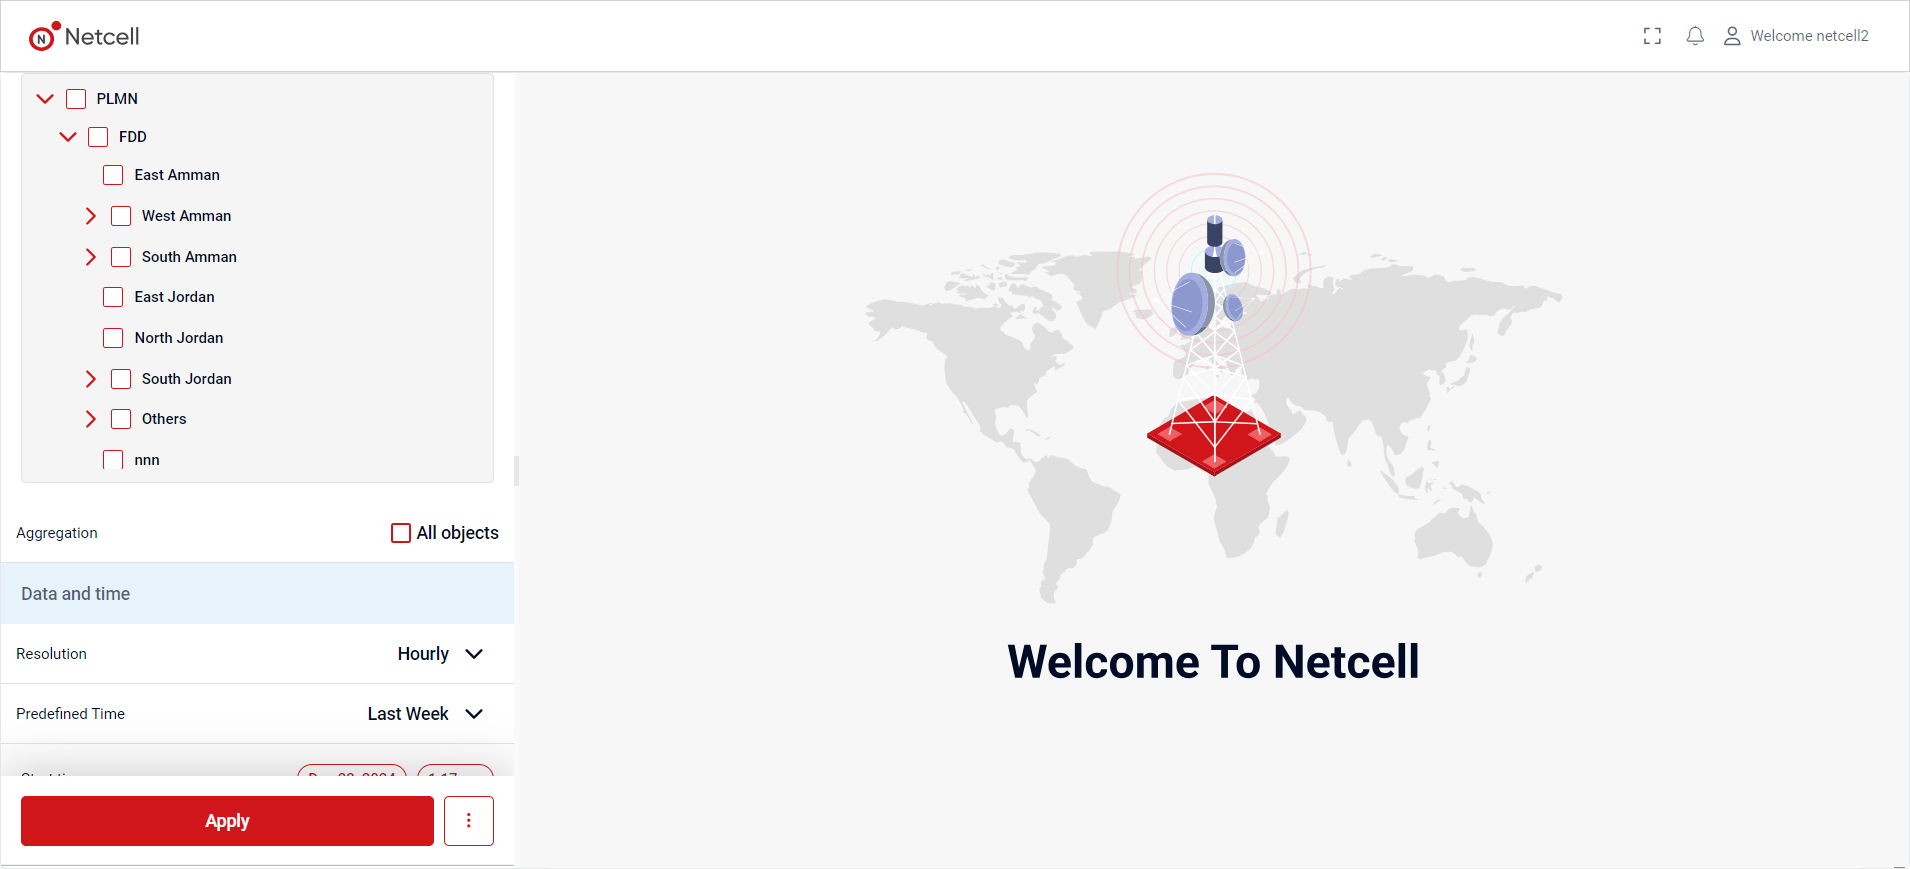 N Netcell
Welcome netcell2
PLMN
FDD
East Amman
West Amman
South Amman
East Jordan
North Jordan
South Jordan
Others
nnn
Aggregation
All objects
Data and time
Resolution
Hourly
Predefined Time
Last Week
Apply
Welcome To Netcell